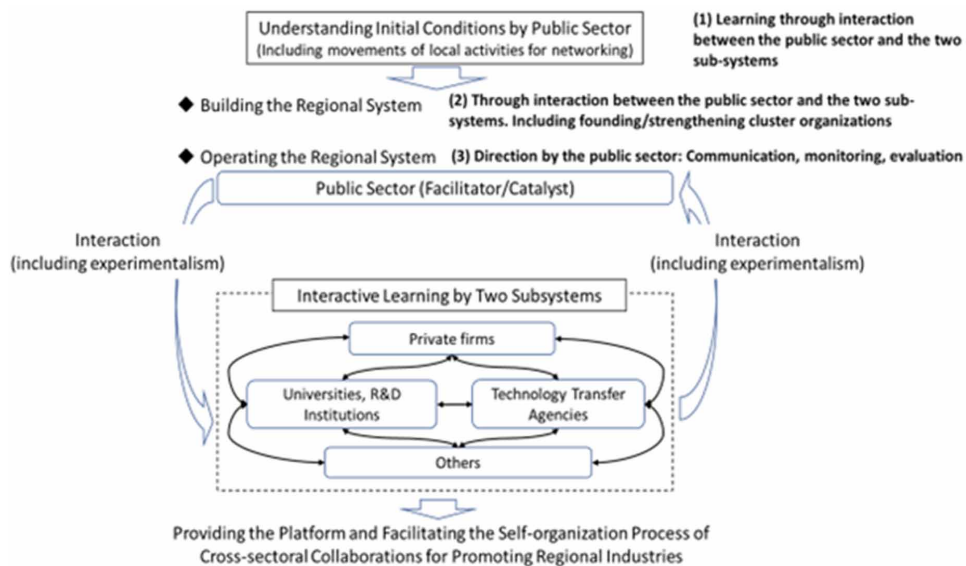 Understanding Initial Conditions by Public Sector
(Including movements of local activities for networking)
(1) Learning through interaction
between the public sector and the two
sub-systems
◆ Building the Regional System
(2) Through interaction between the public sector and the two sub-
systems. Including founding/strengthening cluster organizations
◆ Operating the Regional System
(3) Direction by the public sector: Communication, monitoring, evaluation
Public Sector (Facilitator/Catalyst)
Interaction
(including experimentalism)
Interaction
(including experimentalism)
Interactive Learning by Two Subsystems
Private firms
Universities, R&D
Institutions
Technology Transfer
Agencies
Others
Providing the Platform and Facilitating the Self-organization Process of
Cross-sectoral Collaborations for Promoting Regional Industries